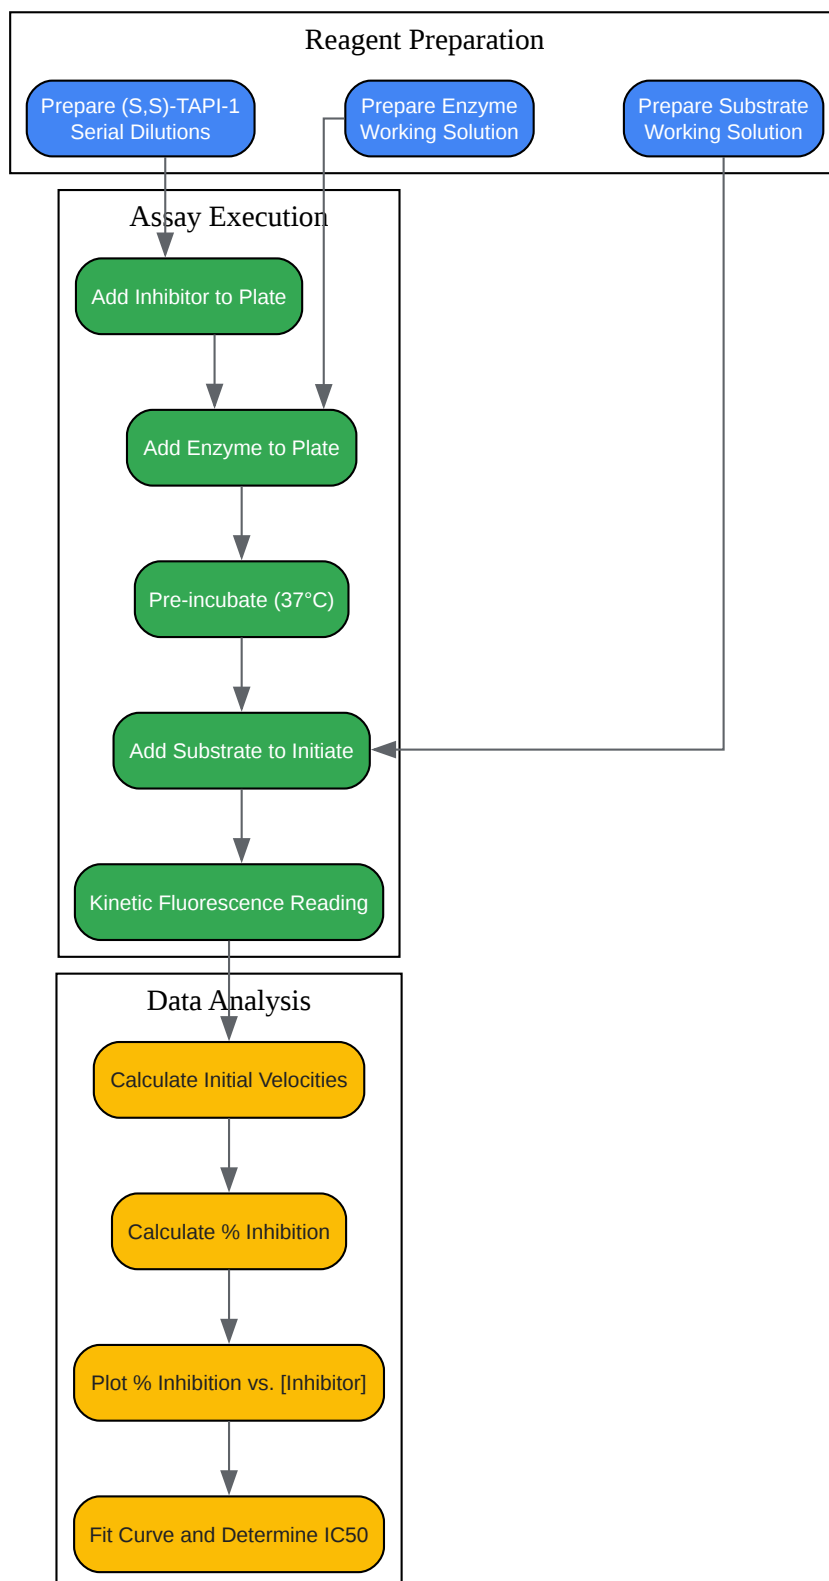 Reagent Preparation
Prepare (S,S)-TAPI-1
Serial Dilutions
Prepare Enzyme
Working Solution
Prepare Substrate
Working Solution
Assay Execution
Add Inhibitor to Plate
Add Enzyme to Plate
Pre-incubate (37°C)
Add Substrate to Initiate
Kinetic Fluorescence Reading
Data Analysis
Calculate Initial Velocities
Calculate % Inhibition
Plot % Inhibition vs. [Inhibitor]
Fit Curve and Determine IC50